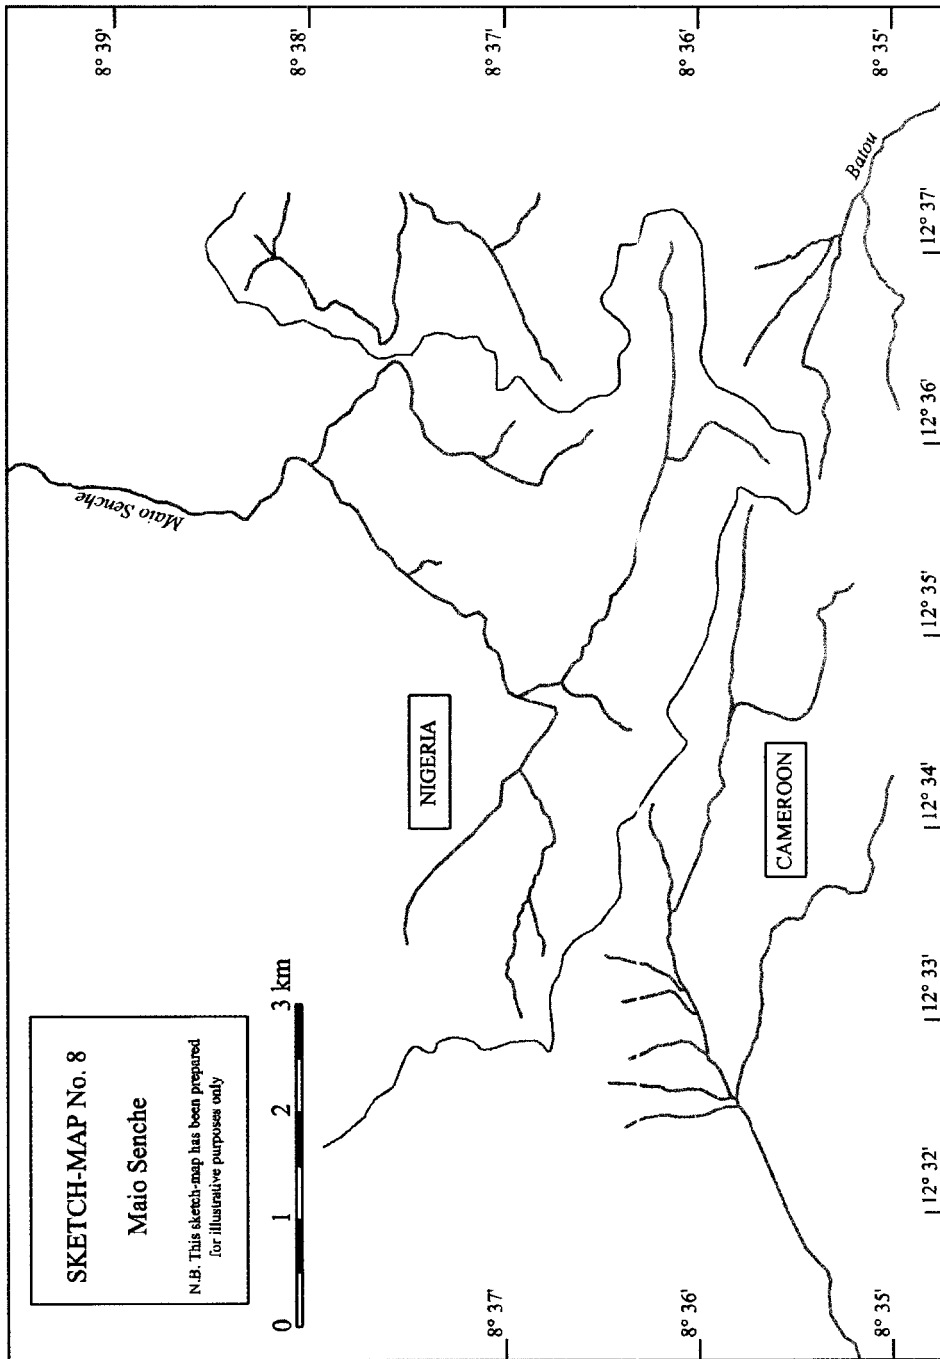 SKETCH-MAP No. 8
Maio Senche
N.B. This sketch-map has been prepared
for illustrative purposes only
0 1 2 3 km
8° 39'
8° 38'
8° 37'
8° 36'
8° 35'
Maio Senche
NIGERIA
CAMEROON
Batou
8° 37'
8° 36'
8° 35'
12° 32'
12° 33'
12° 34'
12° 35'
12° 36'
12° 37'